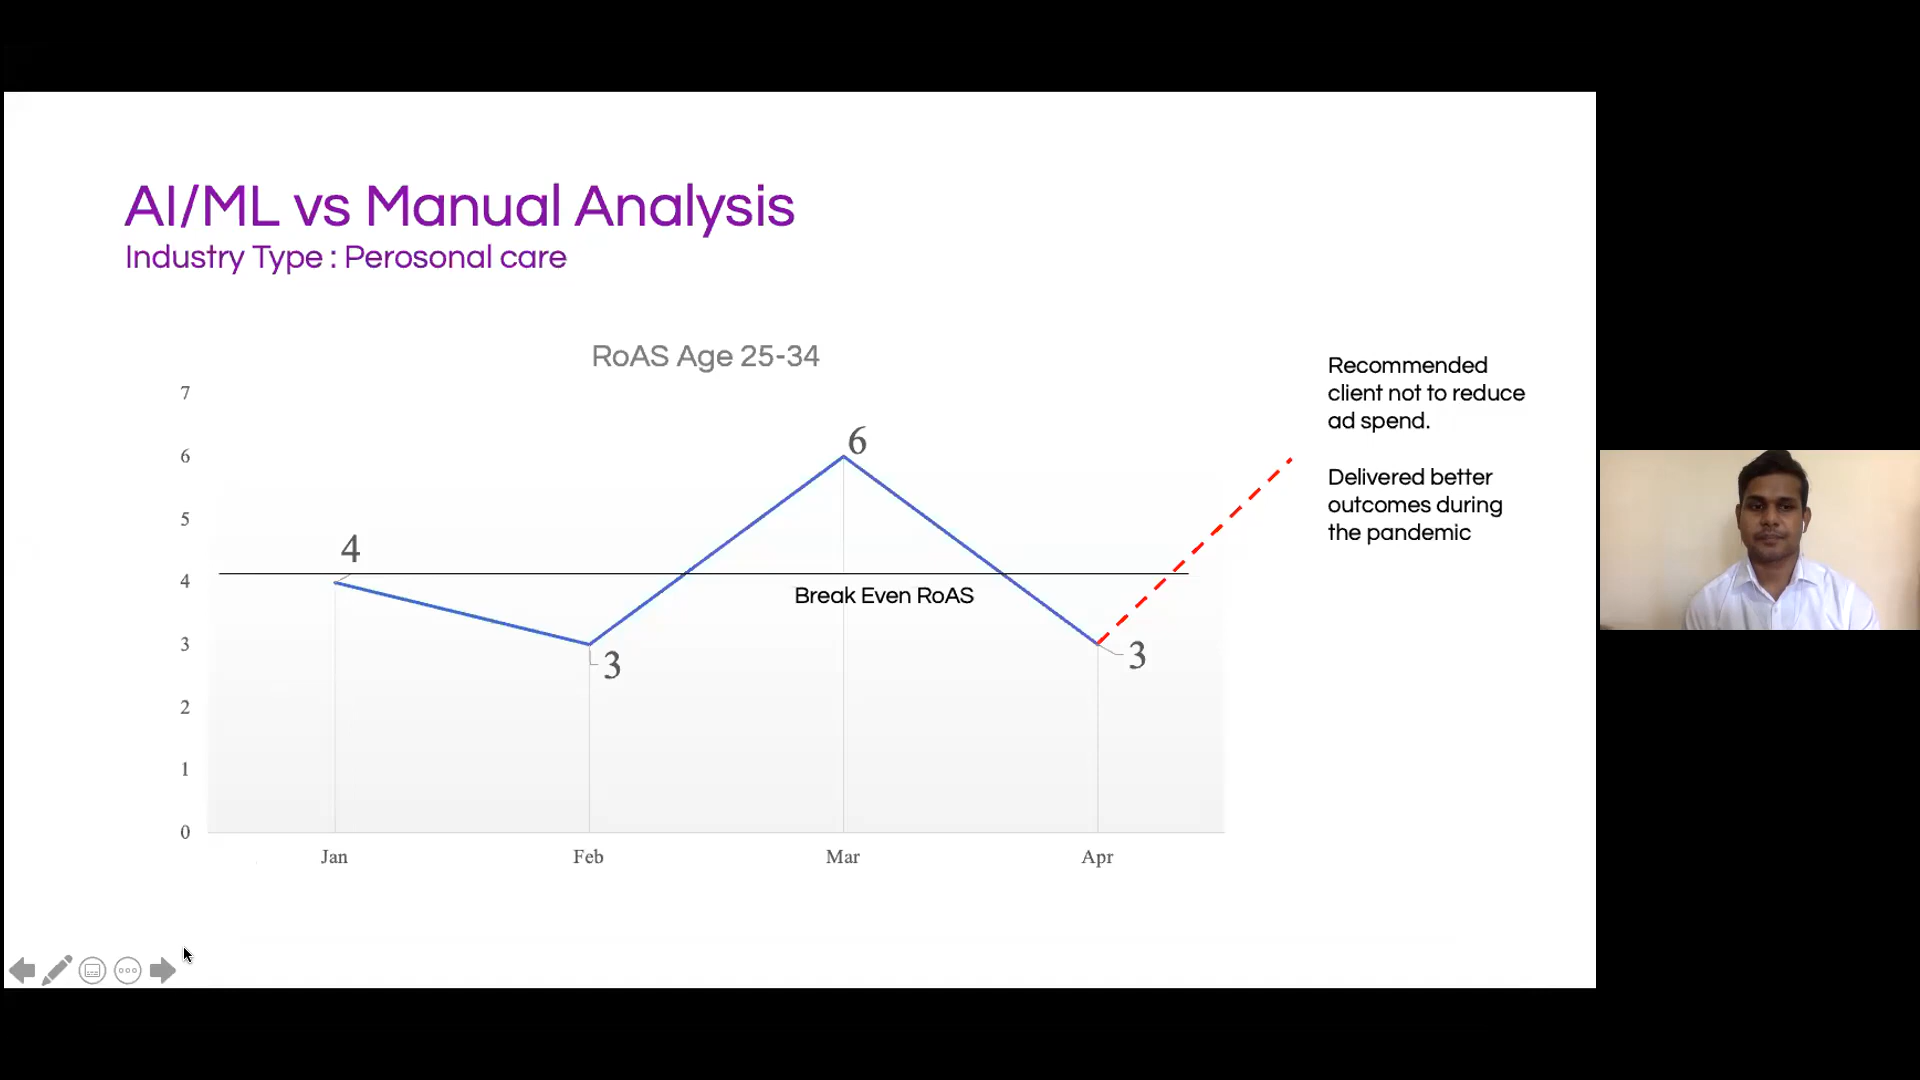 AI/ML vs Manual Analysis
Industry Type : Perosonal care
RoAS Age 25-34
7
6
5
4
3
2
1
0
4
3
6
3
Break Even RoAS
Jan
Feb
Mar
Apr
Recommended
client not to reduce
ad spend.
Delivered better
outcomes during
the pandemic